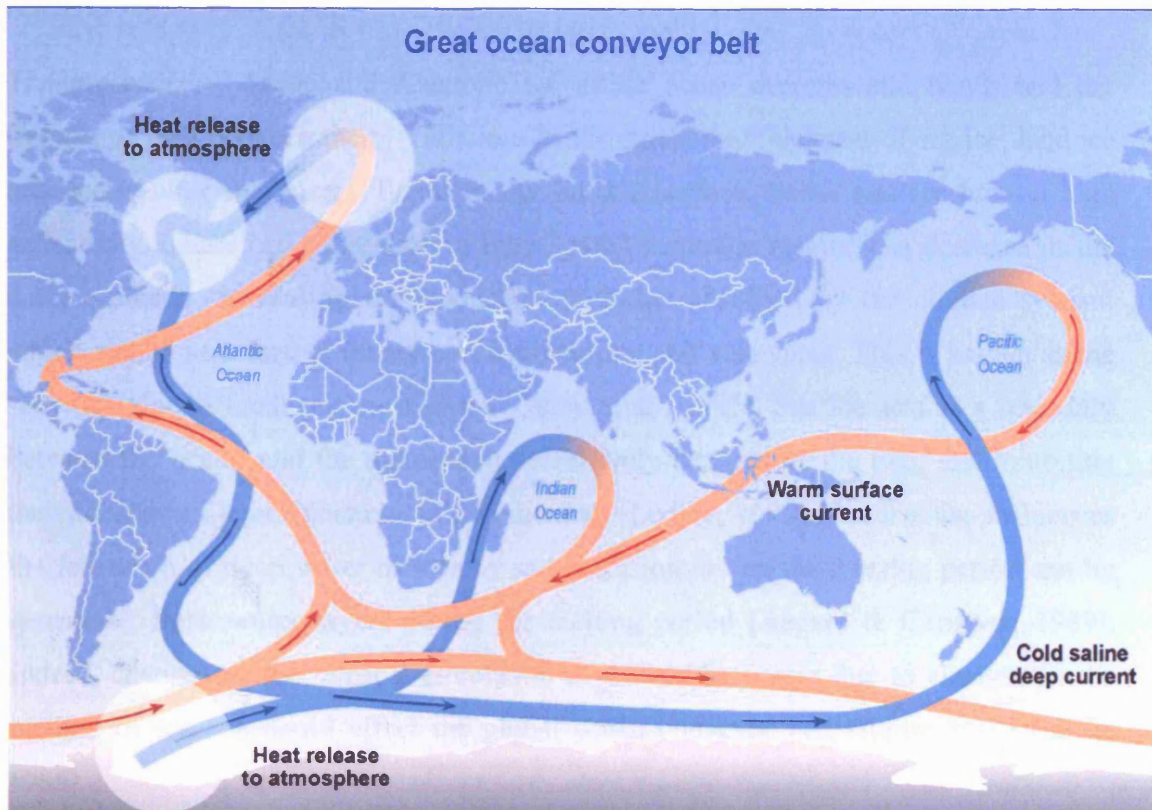 Great ocean conveyor belt
Heat release
to atmosphere
Atlantic
Ocean
Pacific
Ocean
Indian
Ocean
Warm surface
current
Cold saline
deep current
Heat release
to atmosphere